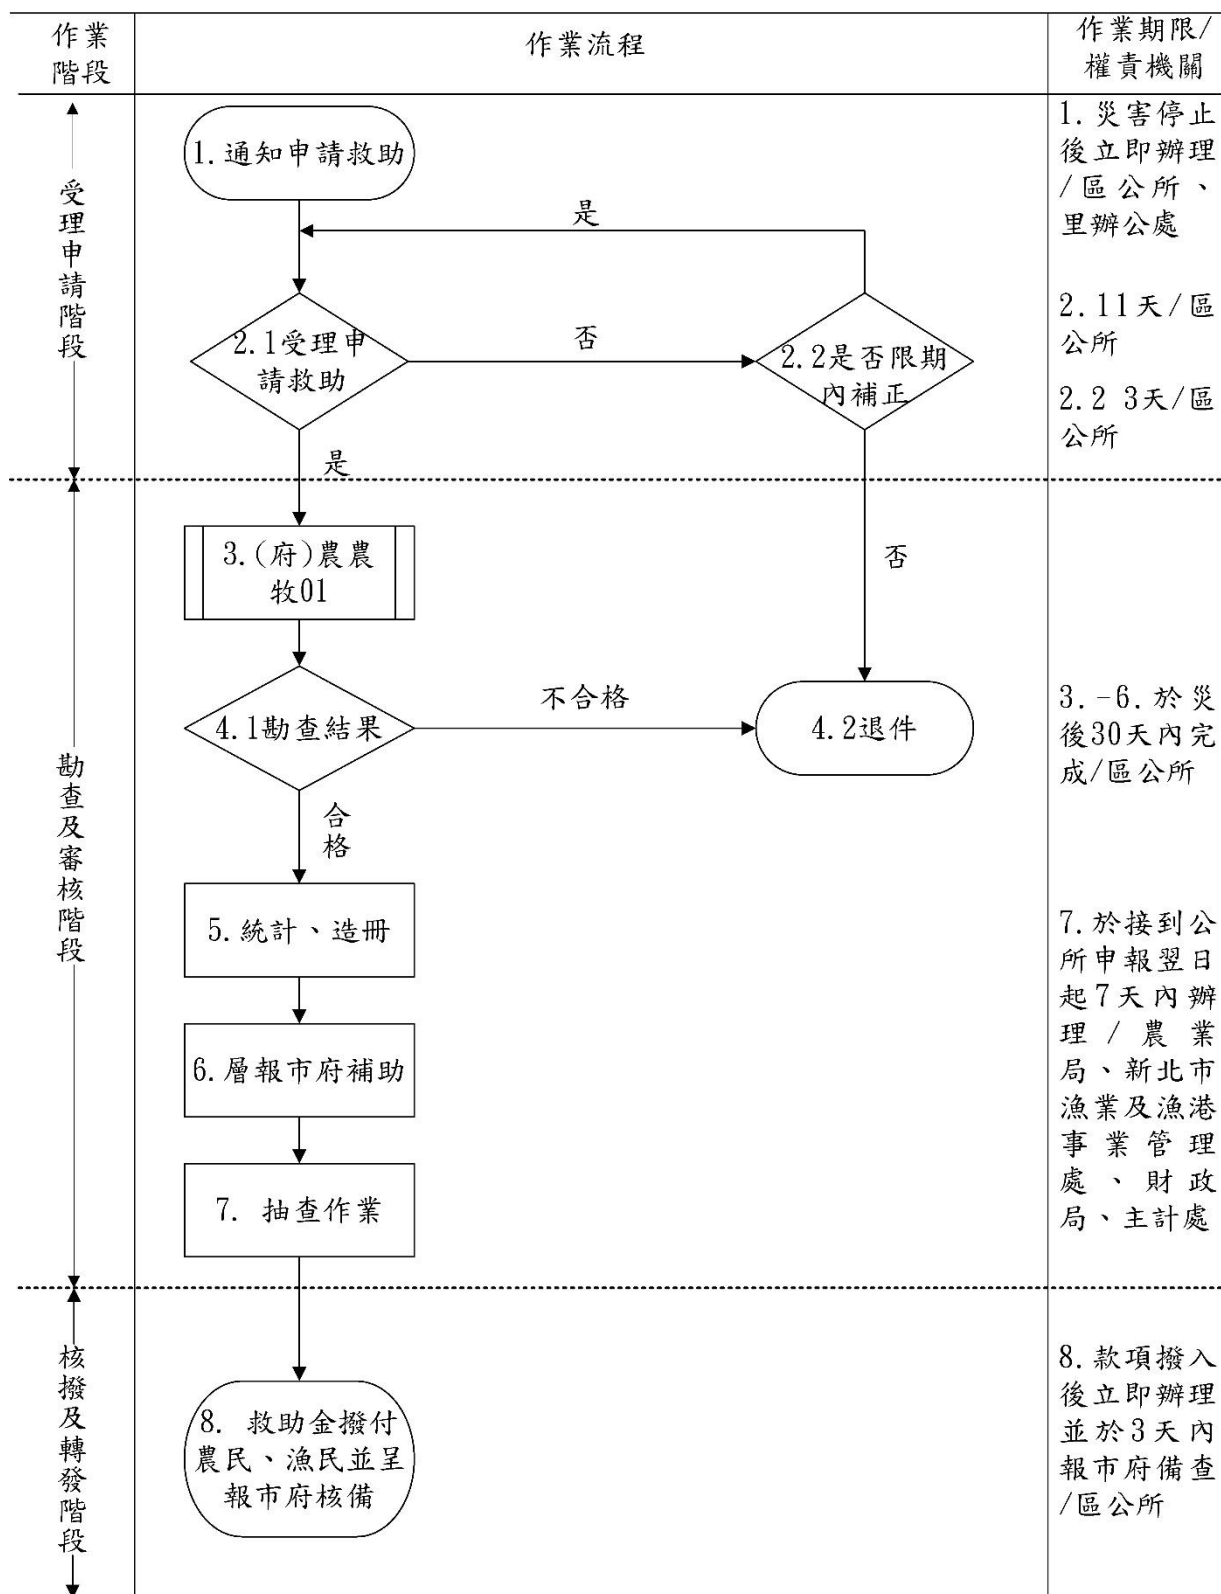 作業
階段
作業流程
作業期限/
權責機關
受理申請階段
1.通知申請救助
是
2.1受理申
請救助
否
2.2是否限期
內補正
是
1.災害停止
後立即辦理
/區公所、
里辦公處
2.11天/區
公所
2.2 3天/區
公所
勘查及審核階段
3.(府)農農
牧01
否
4.1勘查結果
不合格
4.2退件
合格
5.統計、造冊
6.層報市府補助
7. 抽查作業
3.-6.於災
後30天內完
成/區公所
7.於接到公
所申報翌日
起7天內辦
理/農業
局、新北市
漁業及漁港
事業管理
處、財政
局、主計處
核撥及轉發階段
8. 救助金撥付
農民、漁民並呈
報市府核備
8.款項撥入
後立即辦理
並於3天內
報市府備查
/區公所